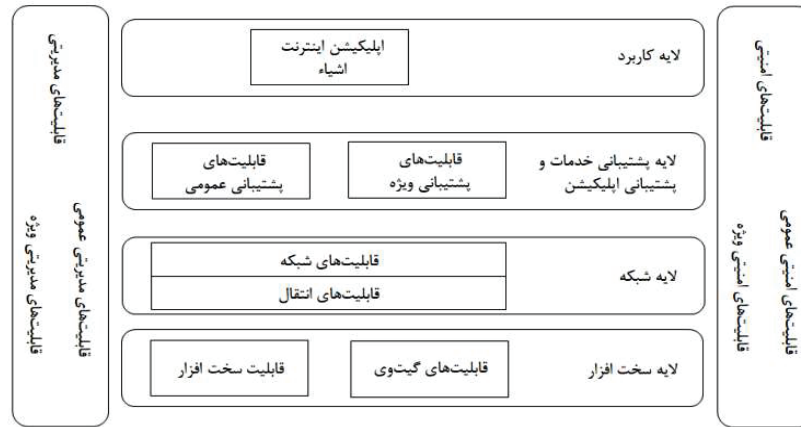 قابلیت‌های امنیتی
قابلیت‌های امنیتی عمومی
قابلیت‌های امنیتی ویژه
لایه کاربرد
اپلیکیشن اینترنت
اشیاء
لایه پشتیبانی خدمات و
پشتیبانی اپلیکیشن
قابلیت‌های
پشتیبانی ویژه
قابلیت‌های
پشتیبانی عمومی
لایه شبکه
قابلیت‌های شبکه
قابلیت‌های انتقال
لایه سخت افزار
قابلیت‌های گیت‌وی
قابلیت سخت افزار
قابلیت‌های مدیریتی
قابلیت‌های مدیریتی عمومی
قابلیت‌های مدیریتی ویژه